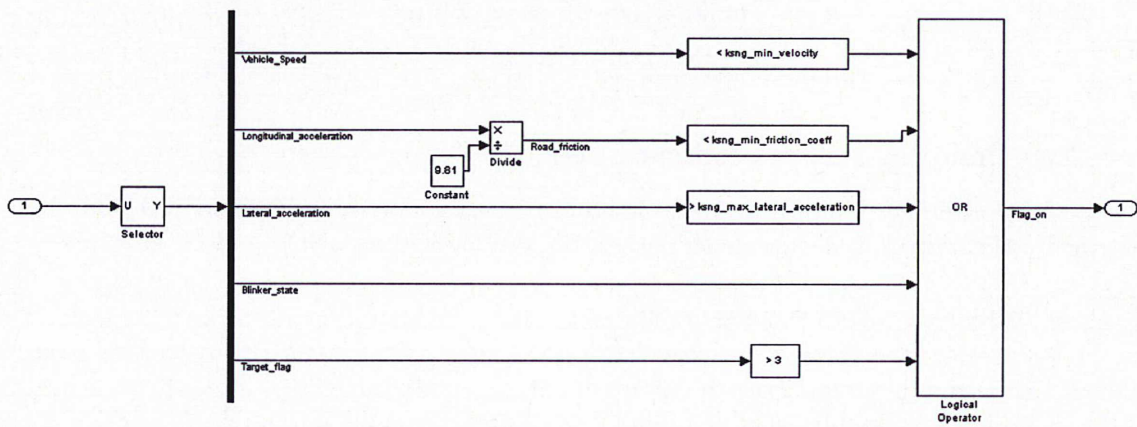 Vehicle_Speed
< ksng_min_velocity
Longitudinal_acceleration
×
÷
Divide
Road_friction
< ksng_min_friction_coeff
9.81
Constant
1
U Y
Selector
Lateral_acceleration
> ksng_max_lateral_acceleration
OR
Flag_on
1
Blinker_state
Target_flag
> 3
Logical
Operator